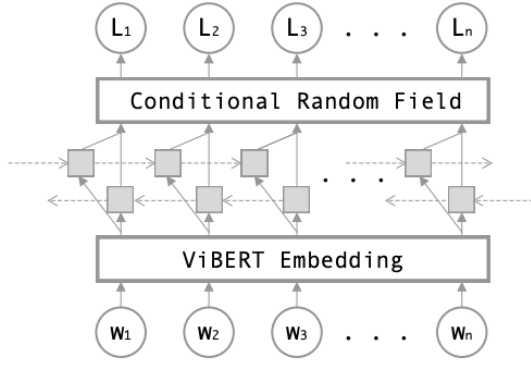 L1 L2 L3 . . . Ln
Conditional Random Field
. . .
ViBERT Embedding
w1 w2 w3 . . . wn